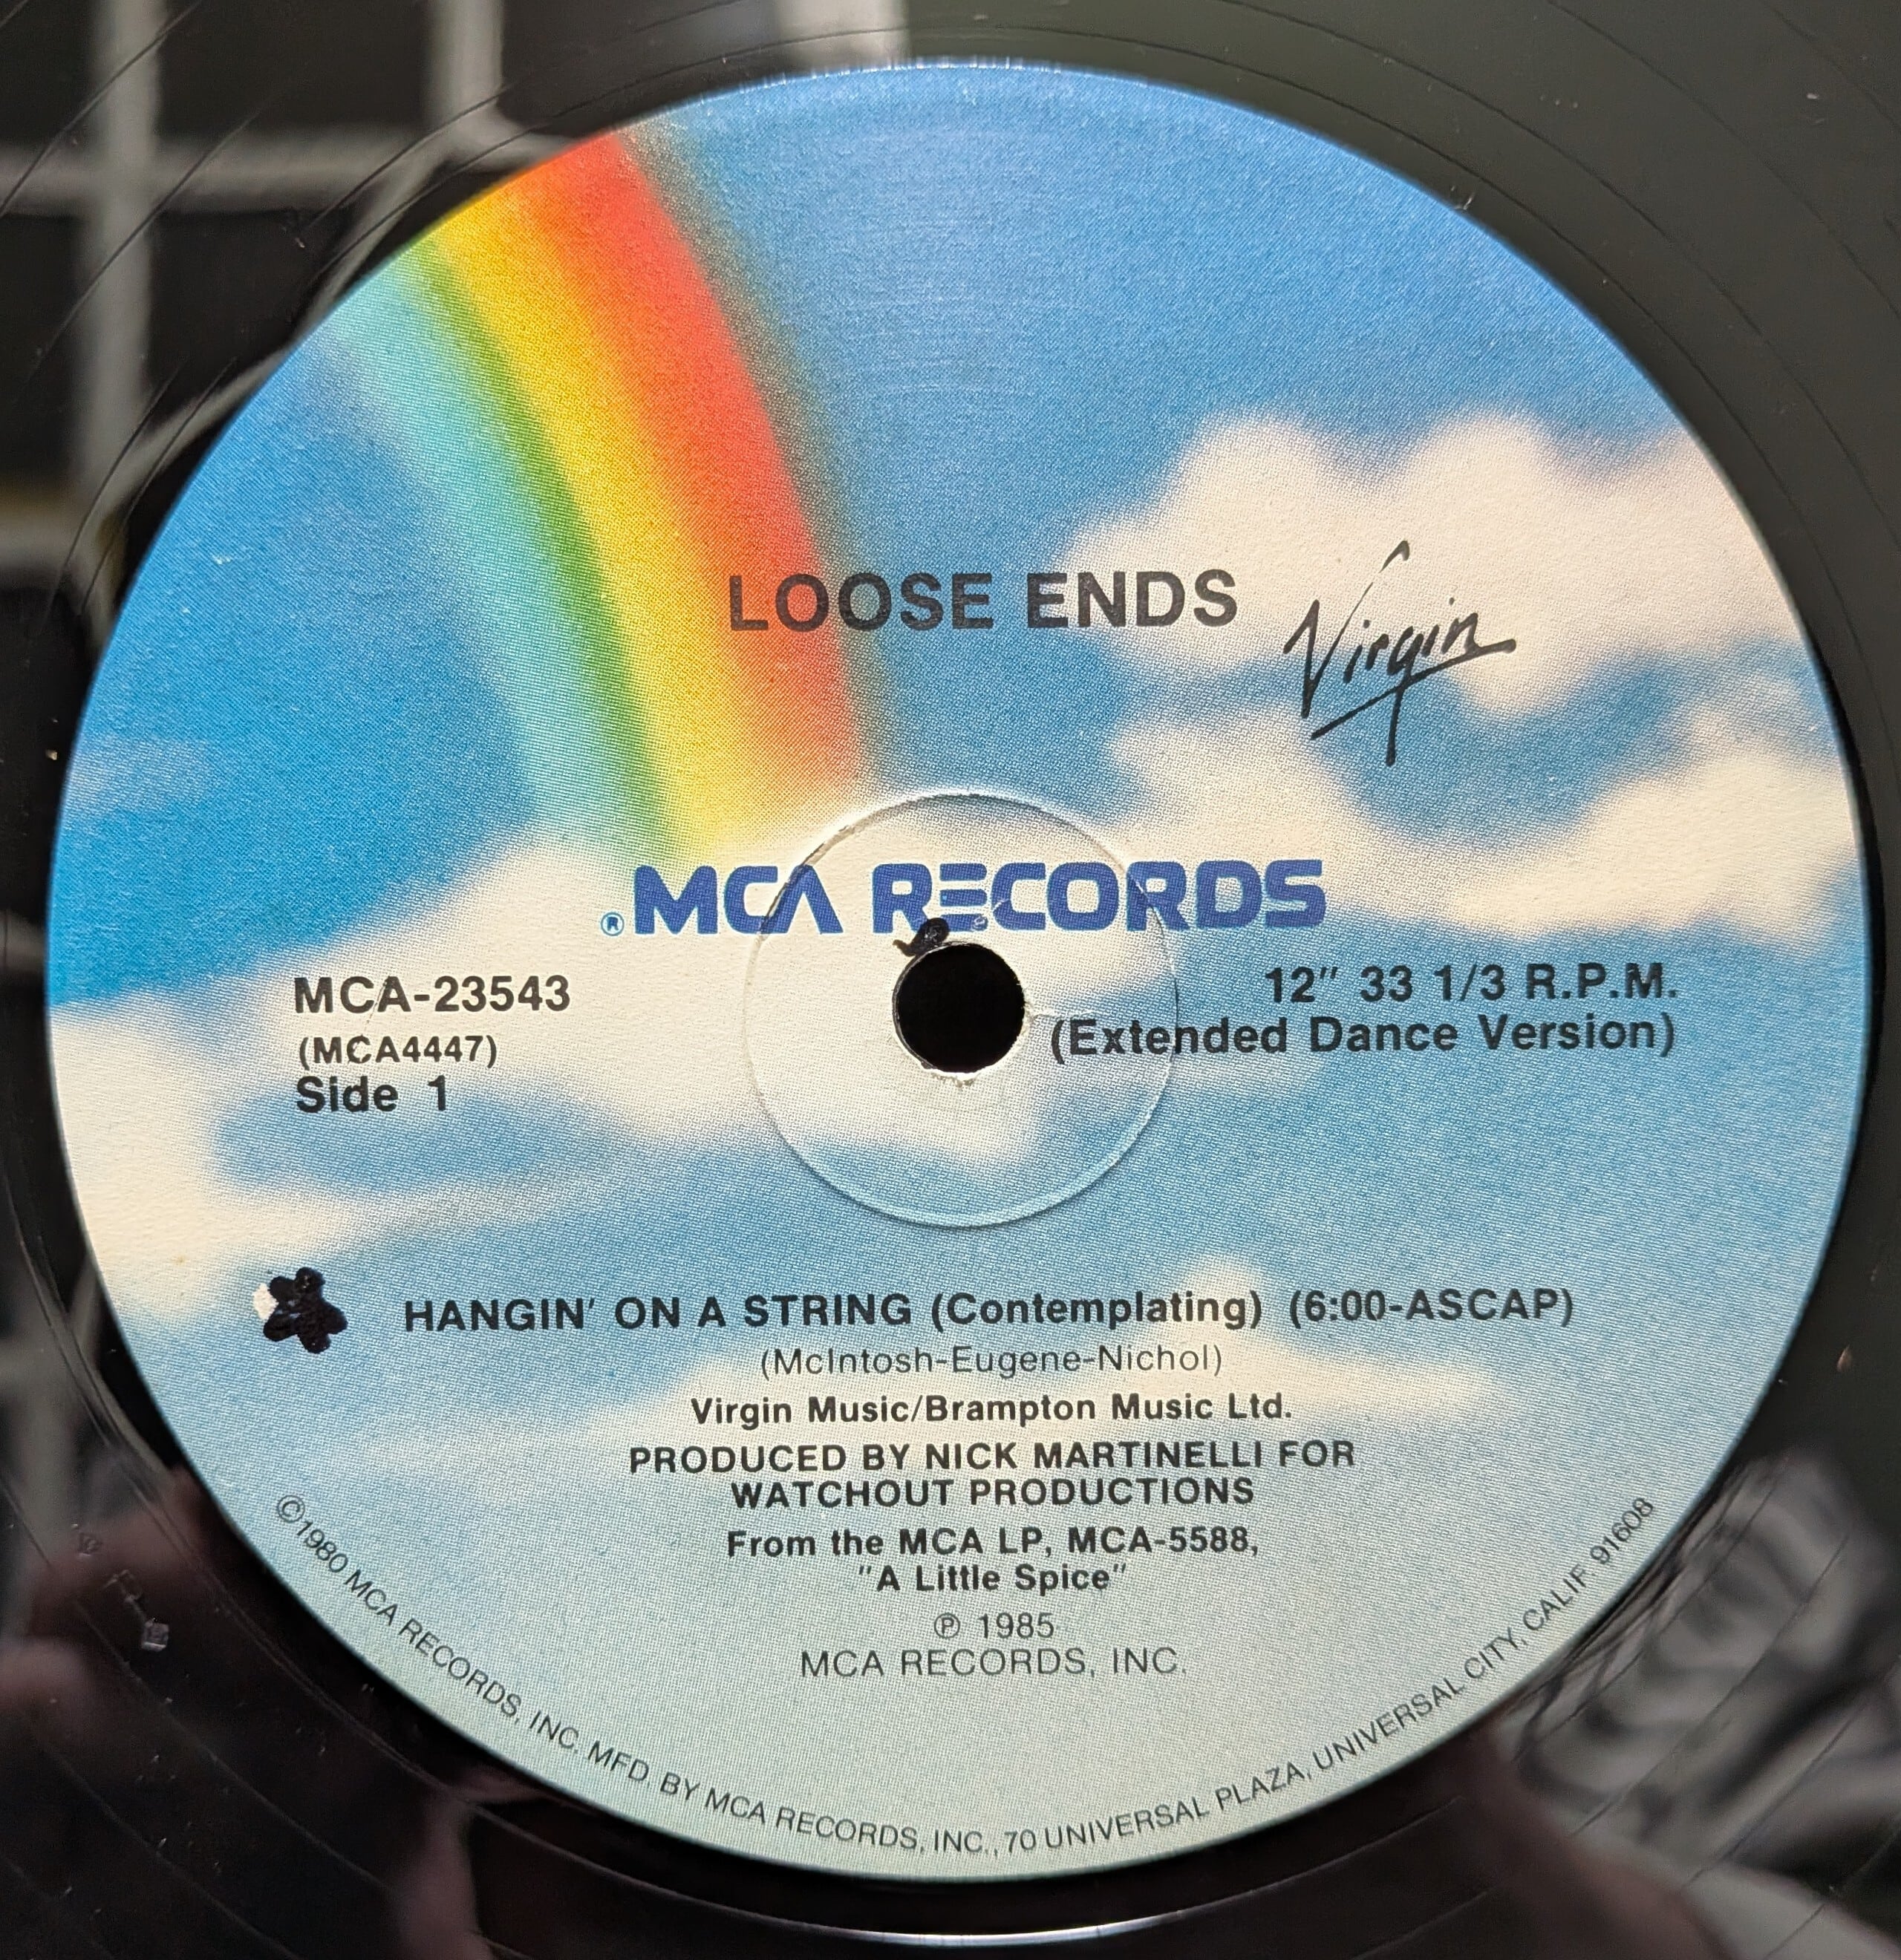 LOOSE ENDS
Virgin
® MCA RECORDS
MCA-23543
(MCA4447)
Side 1
12" 33 1/3 R.P.M.
(Extended Dance Version)
HANGIN' ON A STRING (Contemplating) (6:00-ASCAP)
(McIntosh-Eugene-Nichol)
Virgin Music/Brampton Music Ltd.
PRODUCED BY NICK MARTINELLI FOR
WATCHOUT PRODUCTIONS
From the MCA LP, MCA-5588,
"A Little Spice"
℗ 1985
MCA RECORDS, INC.
©1980 MCA RECORDS, INC. MFD. BY MCA RECORDS, INC., 70 UNIVERSAL PLAZA, UNIVERSAL CITY, CALIF. 91608